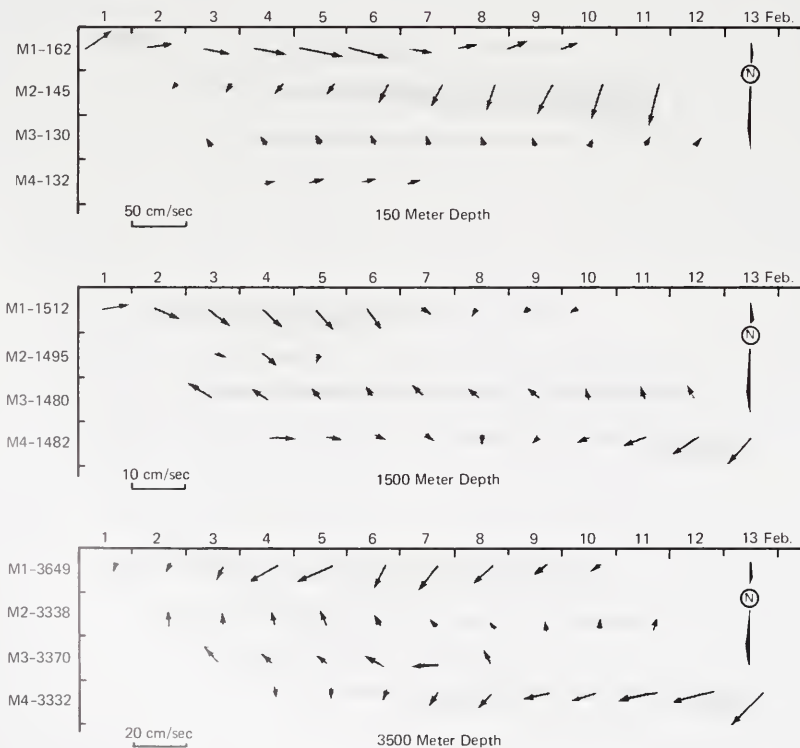 1 2 3 4 5 6 7 8 9 10 11 12 13 Feb.
M1-162
N
M2-145
M3-130
M4-132
50 cm/sec
150 Meter Depth
1 2 3 4 5 6 7 8 9 10 11 12 13 Feb.
M1-1512
N
M2-1495
M3-1480
M4-1482
10 cm/sec
1500 Meter Depth
1 2 3 4 5 6 7 8 9 10 11 12 13 Feb.
M1-3649
N
M2-3338
M3-3370
M4-3332
20 cm/sec
3500 Meter Depth